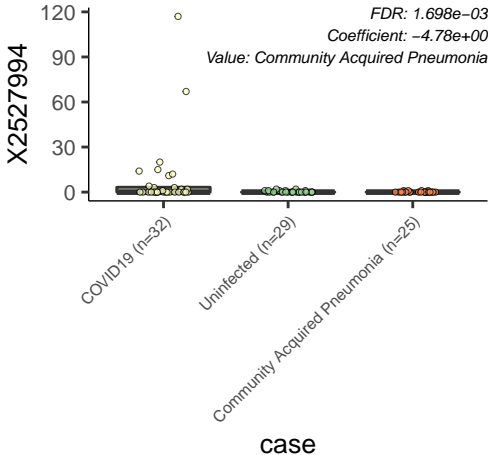 FDR: 1.698e−03
Coefficient: −4.78e+00
Value: Community Acquired Pneumonia
X2527994
120
90
60
30
0
COVID19 (n=32)
Uninfected (n=29)
Community Acquired Pneumonia (n=25)
case